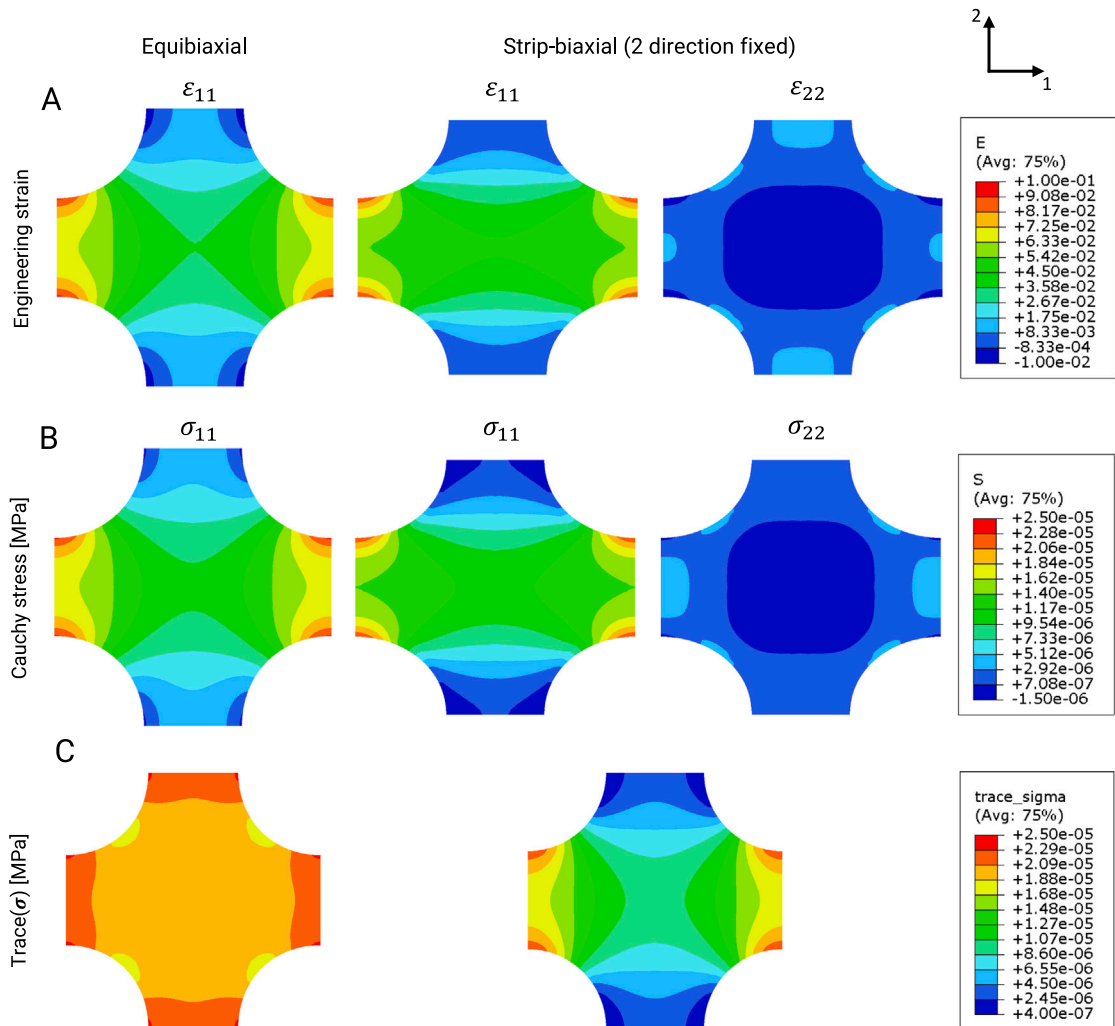 Equibiaxial
Strip-biaxial (2 direction fixed)
2
1
A
ε11
ε11
ε22
Engineering strain
E
(Avg: 75%)
+1.00e-01
+9.08e-02
+8.17e-02
+7.25e-02
+6.33e-02
+5.42e-02
+4.50e-02
+3.58e-02
+2.67e-02
+1.75e-02
+8.33e-03
-8.33e-04
-1.00e-02
B
σ11
σ11
σ22
Cauchy stress [MPa]
S
(Avg: 75%)
+2.50e-05
+2.28e-05
+2.06e-05
+1.84e-05
+1.62e-05
+1.40e-05
+1.17e-05
+9.54e-06
+7.33e-06
+5.12e-06
+2.92e-06
+7.08e-07
-1.50e-06
C
Trace(σ) [MPa]
trace_sigma
(Avg: 75%)
+2.50e-05
+2.29e-05
+2.09e-05
+1.88e-05
+1.68e-05
+1.48e-05
+1.27e-05
+1.07e-05
+8.60e-06
+6.55e-06
+4.50e-06
+2.45e-06
+4.00e-07